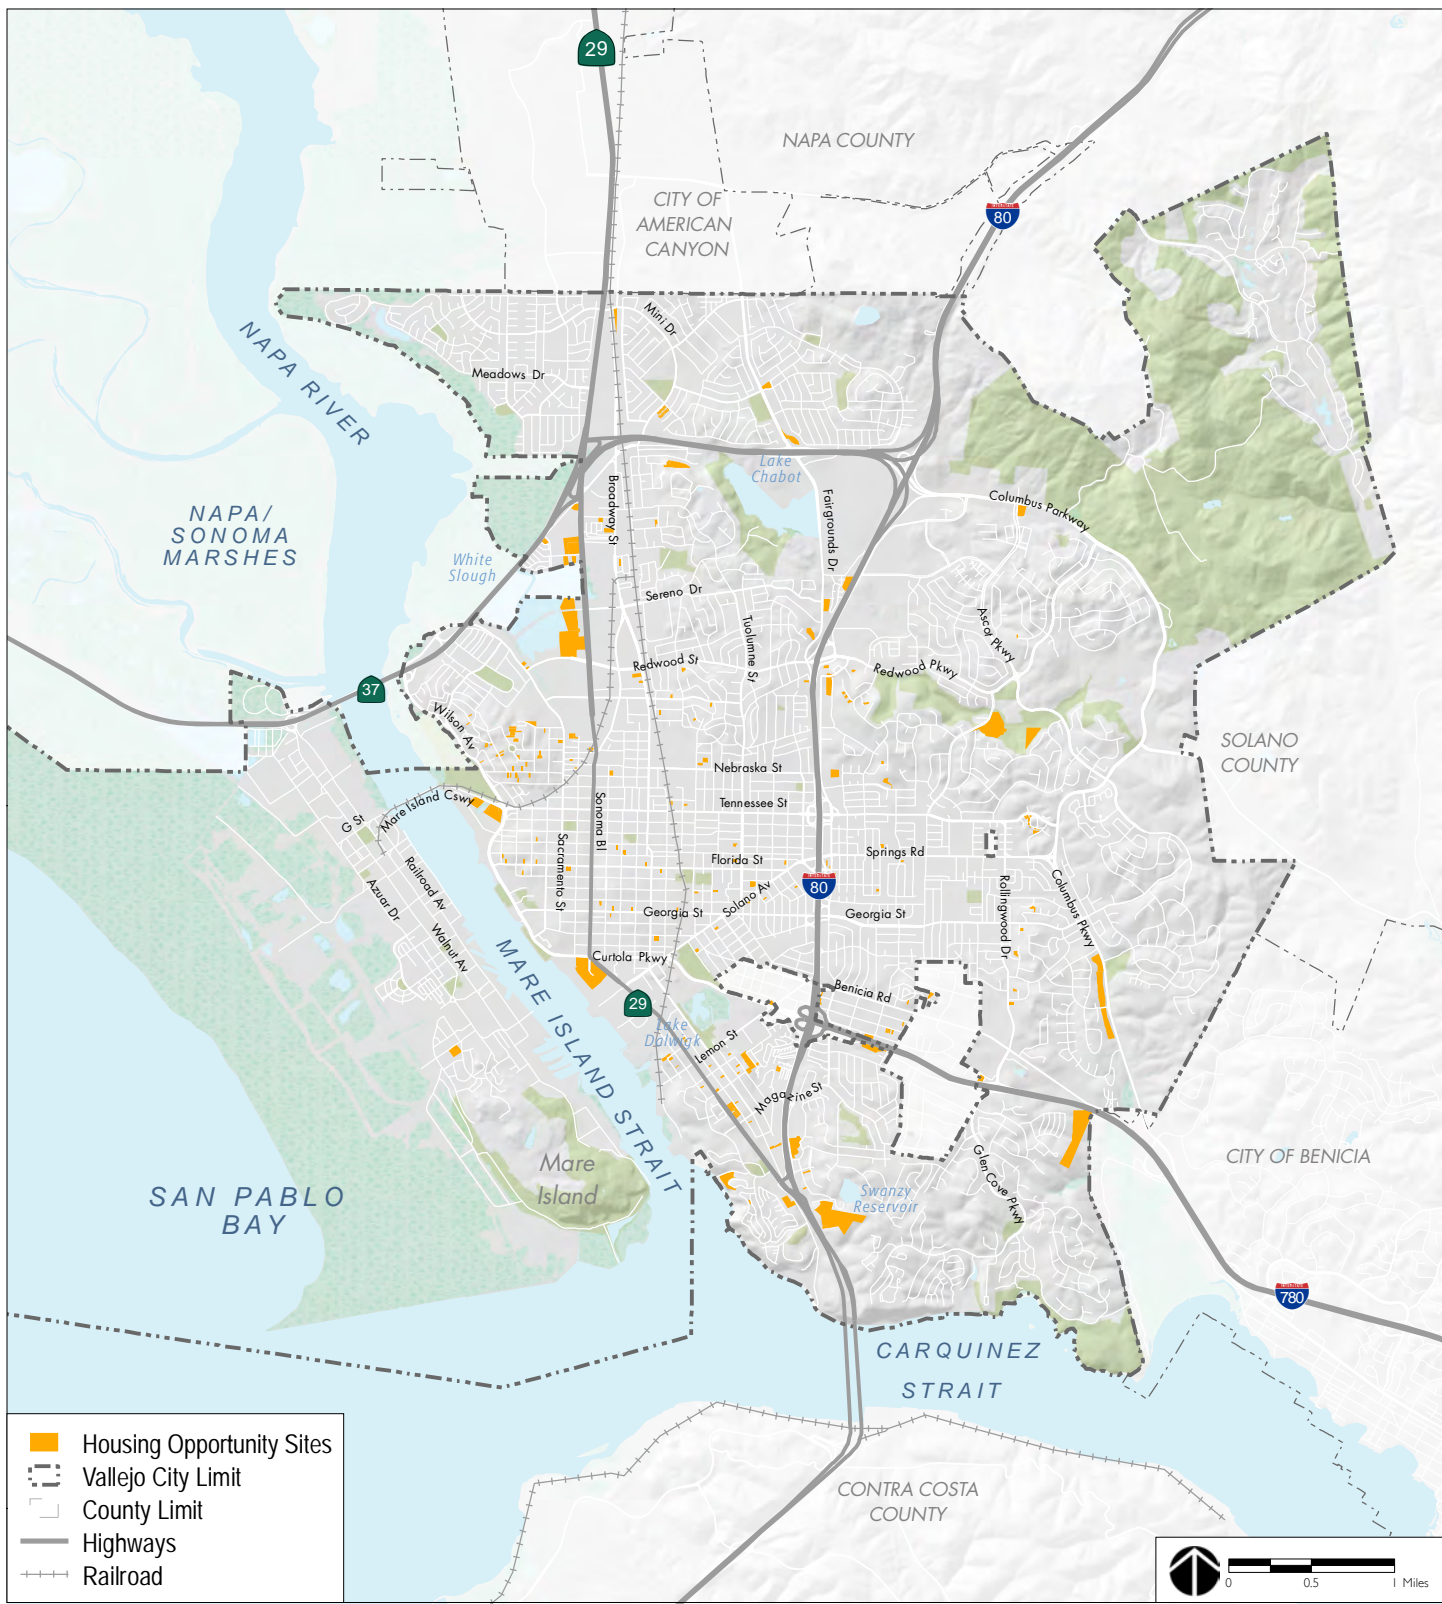 29
NAPA COUNTY
CITY OF
AMERICAN
CANYON
80
NAPA RIVER
Mini Dr
Meadows Dr
Lake
Chabot
NAPA/
SONOMA
MARSHES
Broadway St
Fairgrounds Dr
Columbus Parkway
White
Slough
Sereno Dr
Tuolumne St
Ascot Pkwy
Redwood St
Redwood Pkwy
37
Wilson Av
SOLANO
COUNTY
Nebraska St
Tennessee St
Mare Island Cswy
G St
Sonoma Bl
Sacramento St
Florida St
Springs Rd
Railroad Av
Azuar Dr
80
Solano Av
Rollingwood Dr
Columbus Pkwy
Georgia St
Georgia St
Walnut Av
Curtola Pkwy
Benicia Rd
29
MARE ISLAND STRAIT
Lake
Dalwigk
Lemon St
Magazine St
Mare
Island
Glen Cove Pkwy
CITY OF BENICIA
SAN PABLO
BAY
Swanzy
Reservoir
780
CARQUINEZ
STRAIT
CONTRA COSTA
COUNTY
Housing Opportunity Sites
Vallejo City Limit
County Limit
Highways
Railroad
0 0.5 1 Miles